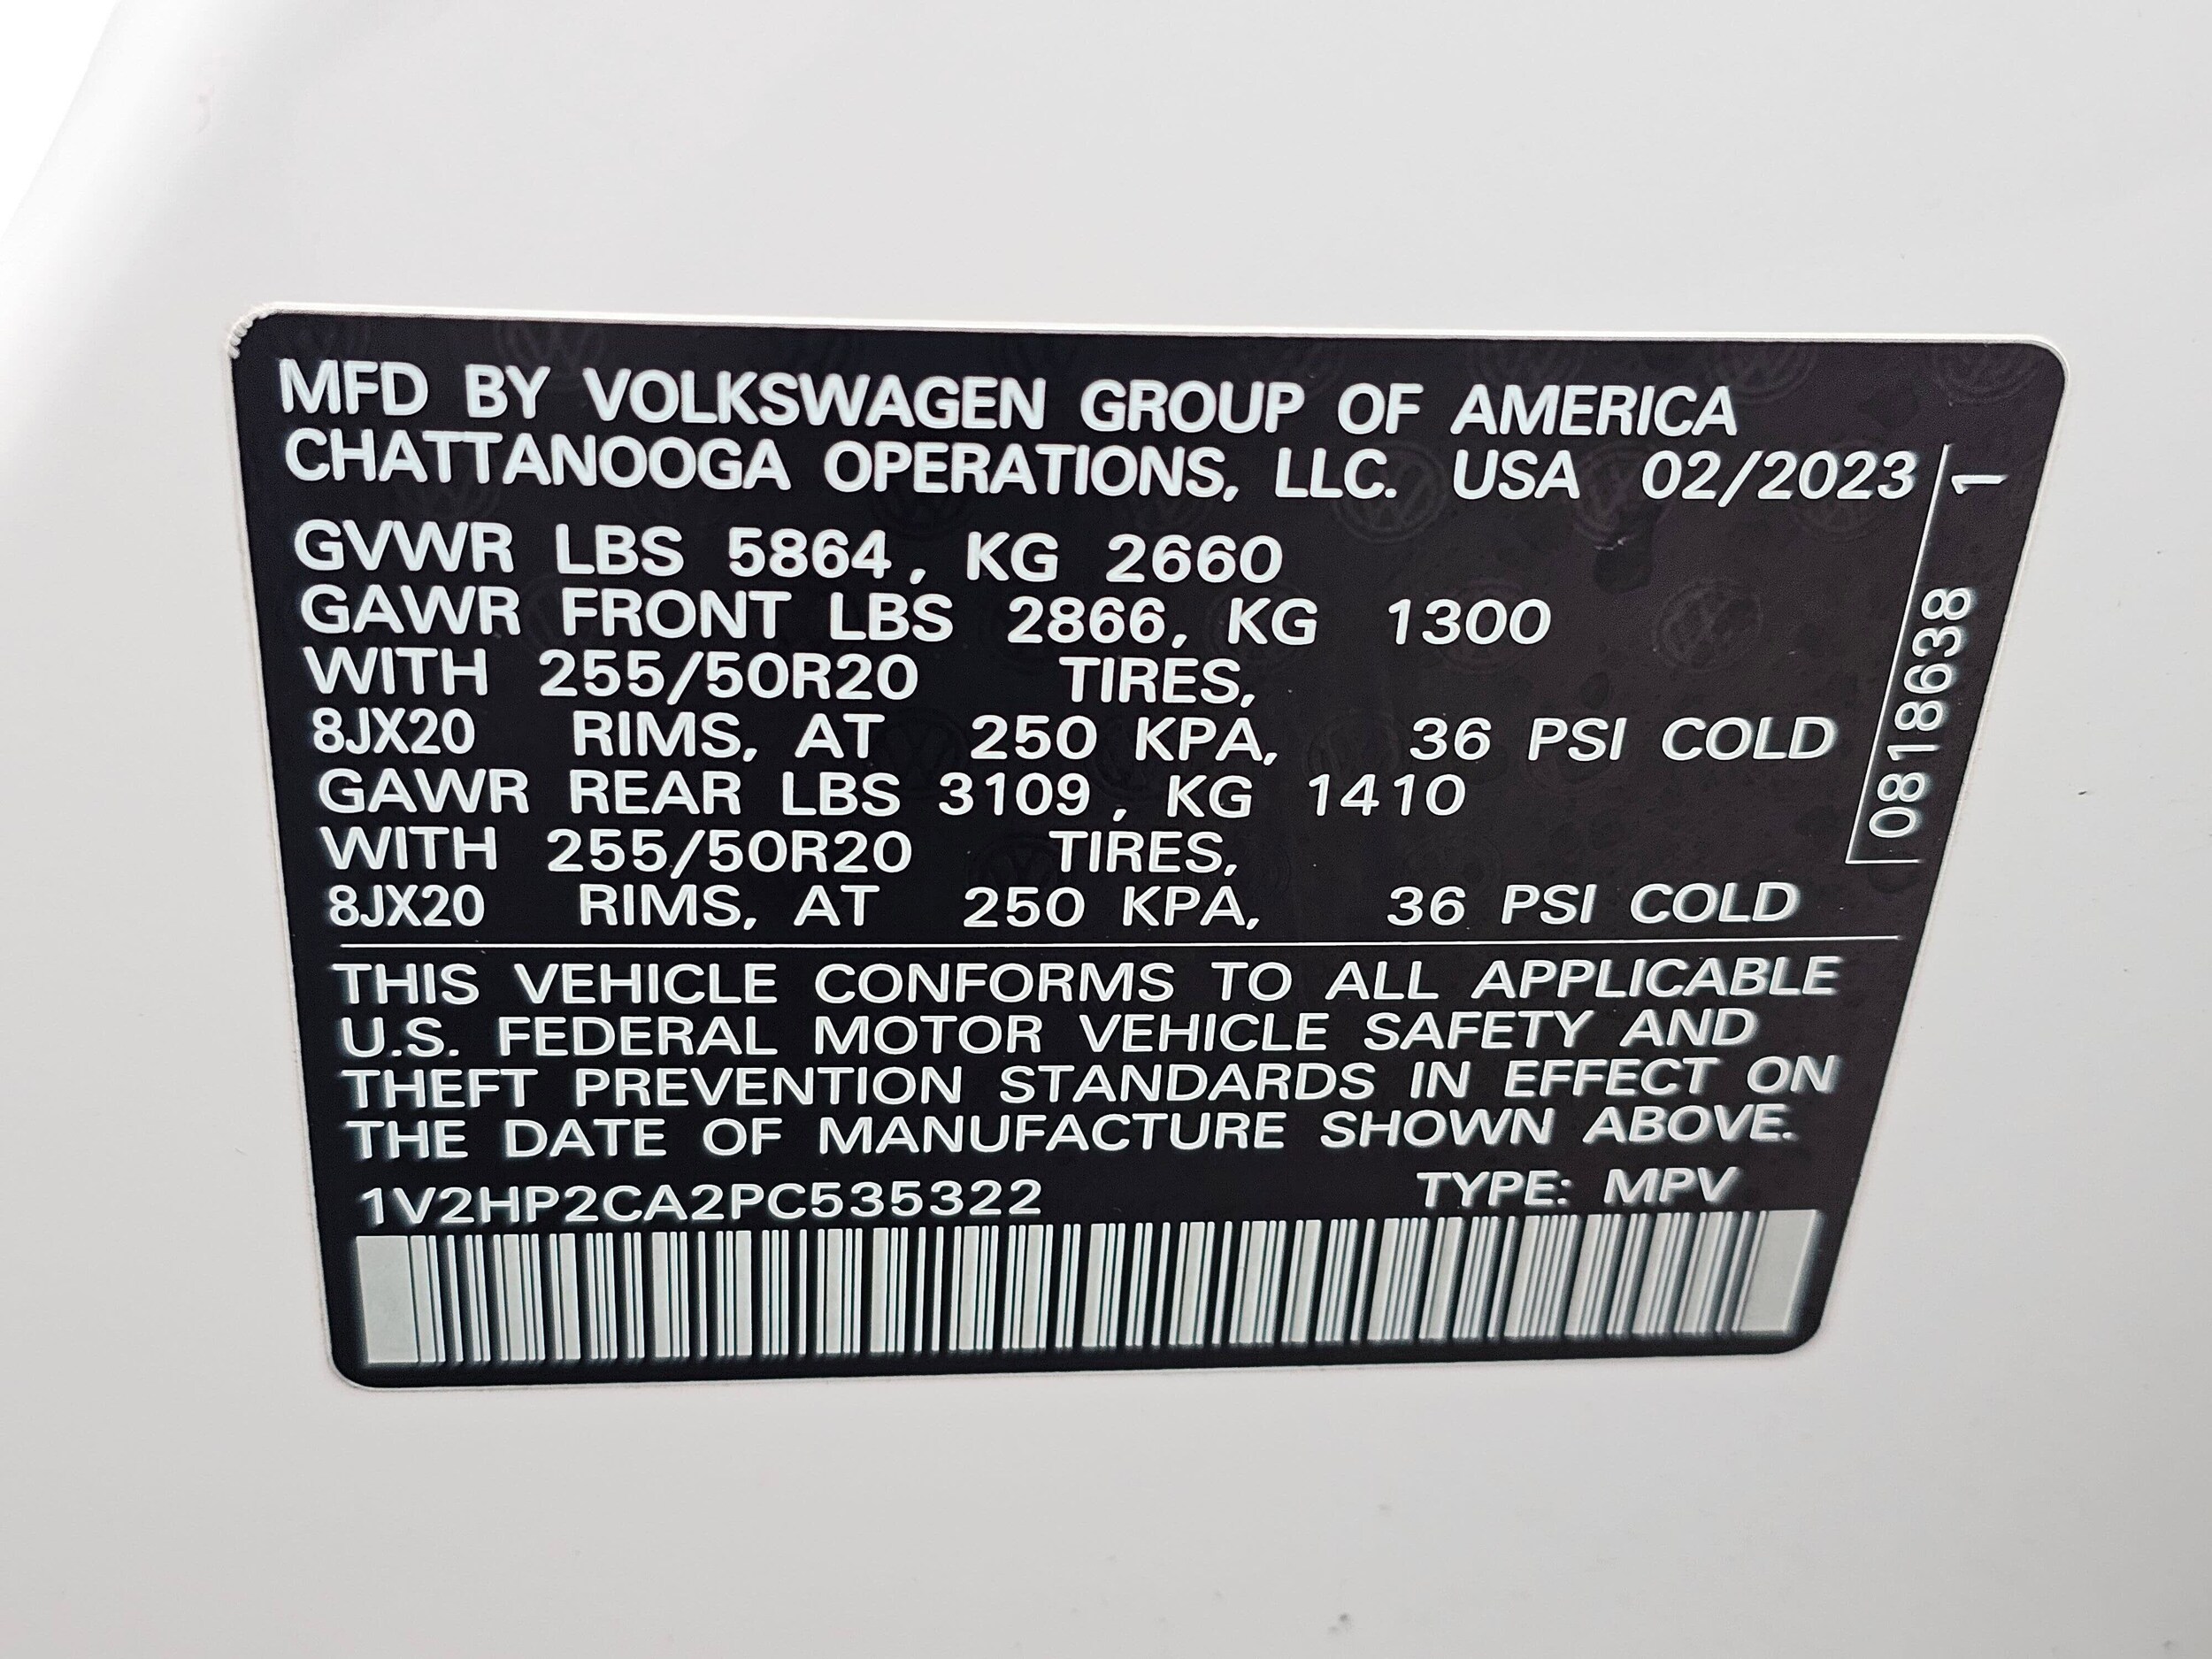 MFD BY VOLKSWAGEN GROUP OF AMERICA
CHATTANOOGA OPERATIONS, LLC. USA 02/2023
GVWR LBS 5864, KG 2660
GAWR FRONT LBS 2866, KG 1300
WITH 255/50R20 TIRES,
8JX20 RIMS, AT 250 KPA, 36 PSI COLD
GAWR REAR LBS 3109, KG 1410
WITH 255/50R20 TIRES,
8JX20 RIMS, AT 250 KPA, 36 PSI COLD
0818638 1
THIS VEHICLE CONFORMS TO ALL APPLICABLE
U.S. FEDERAL MOTOR VEHICLE SAFETY AND
THEFT PREVENTION STANDARDS IN EFFECT ON
THE DATE OF MANUFACTURE SHOWN ABOVE.
1V2HP2CA2PC535322 TYPE: MPV